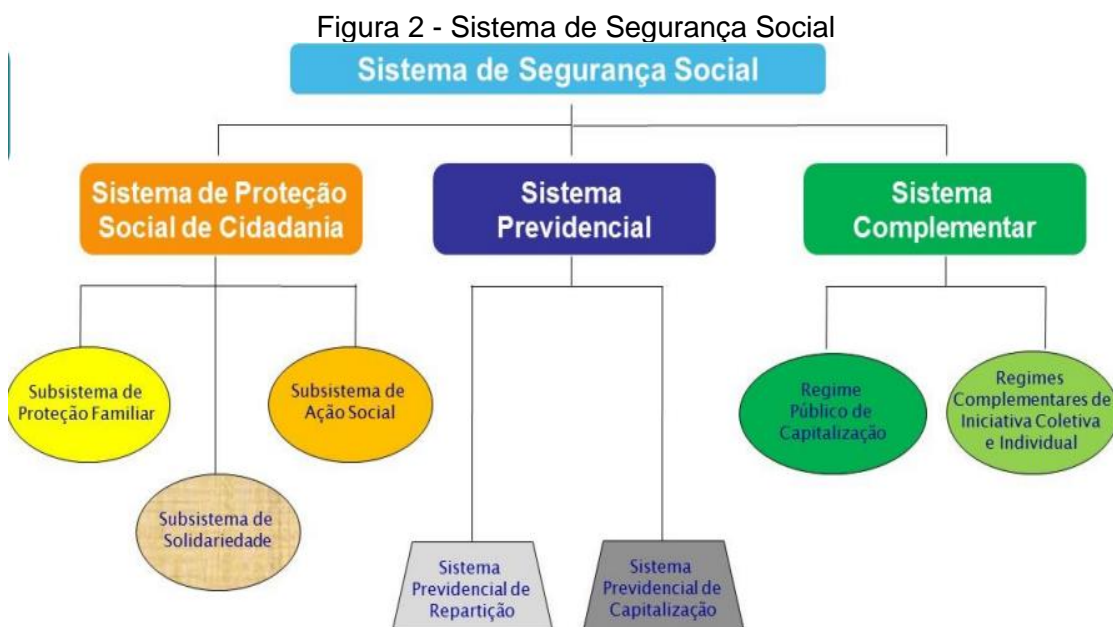 Figura 2 - Sistema de Segurança Social
Sistema de Segurança Social
Sistema de Proteção
Social de Cidadania
Sistema
Previdencial
Sistema
Complementar
Subsistema de
Proteção Familiar
Subsistema de
Ação Social
Regime
Público de
Capitalização
Regimes
Complementares de
Iniciativa Coletiva
e Individual
Subsistema de
Solidariedade
Sistema
Previdencial de
Repartição
Sistema
Previdencial de
Capitalização